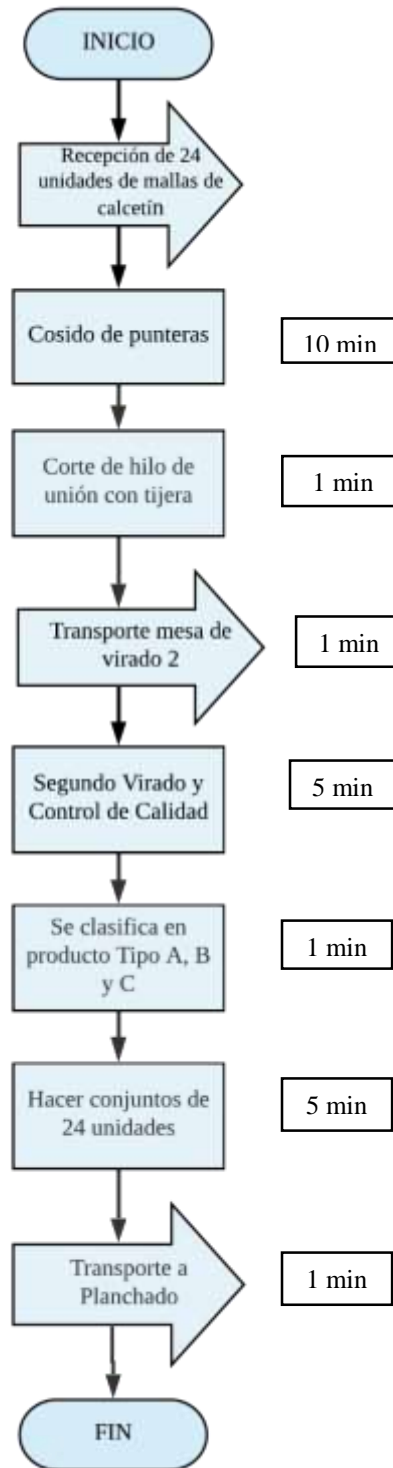 INICIO
Recepción de 24
unidades de mallas de
calcetín
Cosido de punteras
10 min
Corte de hilo de
unión con tijera
1 min
Transporte mesa de
virado 2
1 min
Segundo Virado y
Control de Calidad
5 min
Se clasifica en
producto Tipo A, B
y C
1 min
Hacer conjuntos de
24 unidades
5 min
Transporte a
Planchado
1 min
FIN